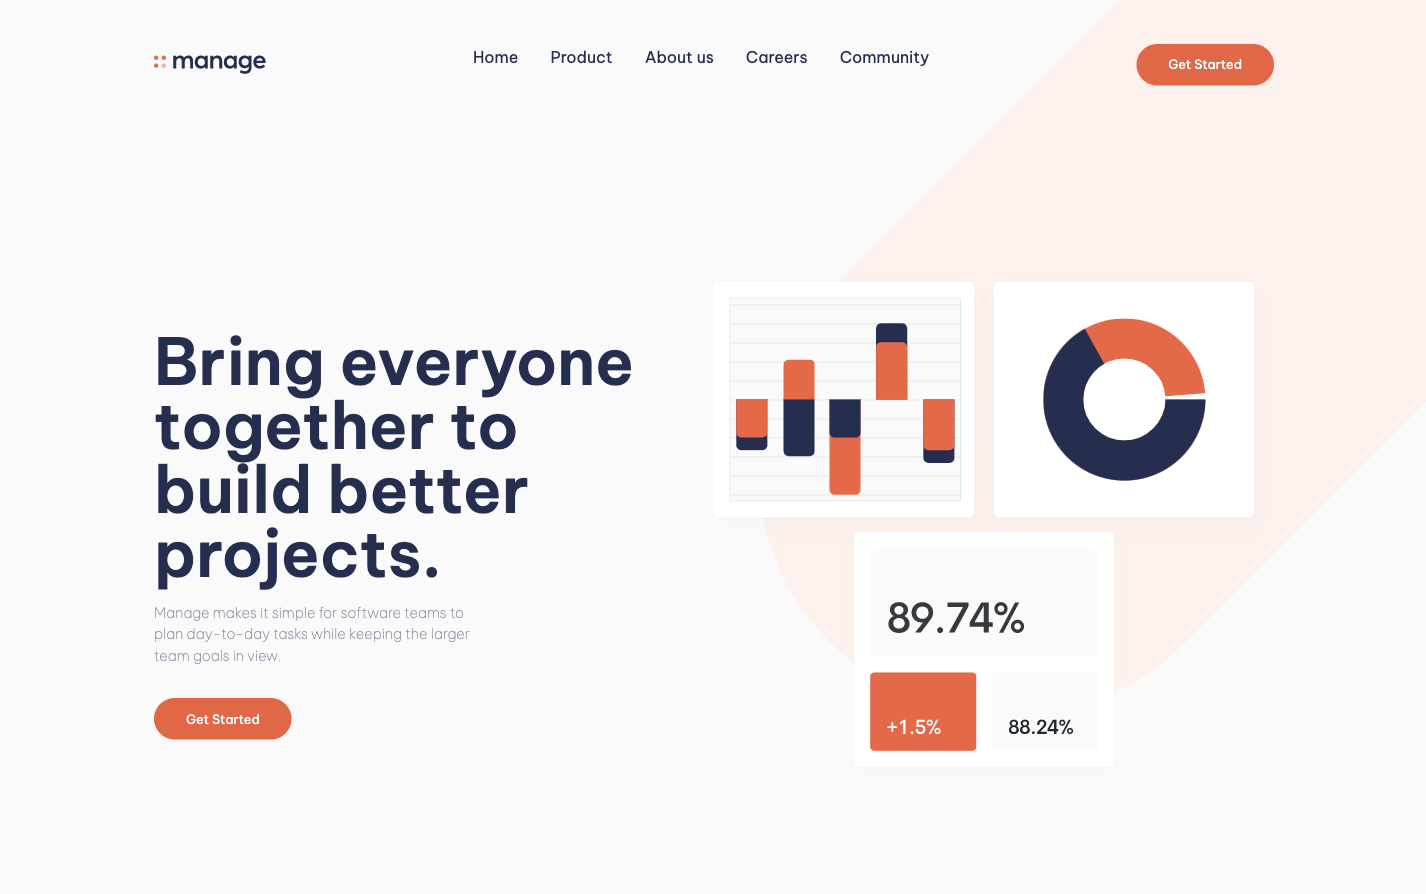 manage
Home Product About us Careers Community
Get Started
Bring everyone
together to
build better
projects.
Manage makes it simple for software teams to
plan day-to-day tasks while keeping the larger
team goals in view.
Get Started
89.74%
+1.5% 88.24%